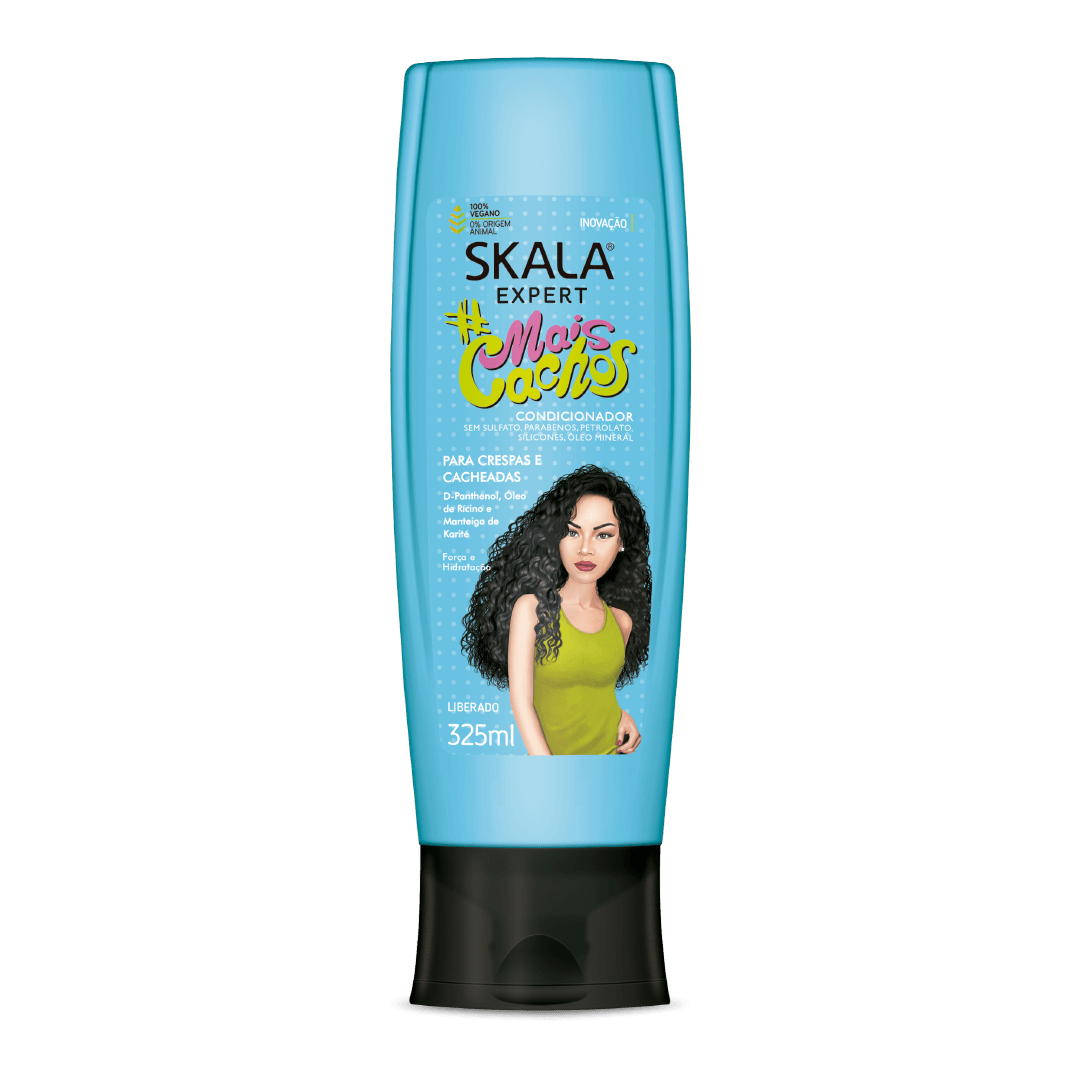 100%
VEGANO
0% ORIGEM
ANIMAL
INOVAÇÃO
SKALA®
EXPERT
#Mais
Cachos
CONDICIONADOR
SEM SULFATO, PARABENOS, PETROLATO,
SILICONES, ÓLEO MINERAL
PARA CRESPAS E
CACHEADAS
D-Panthenol, Óleo
de Rícino e
Manteiga de
Karité
Força e
Hidratação
LIBERADO
325ml